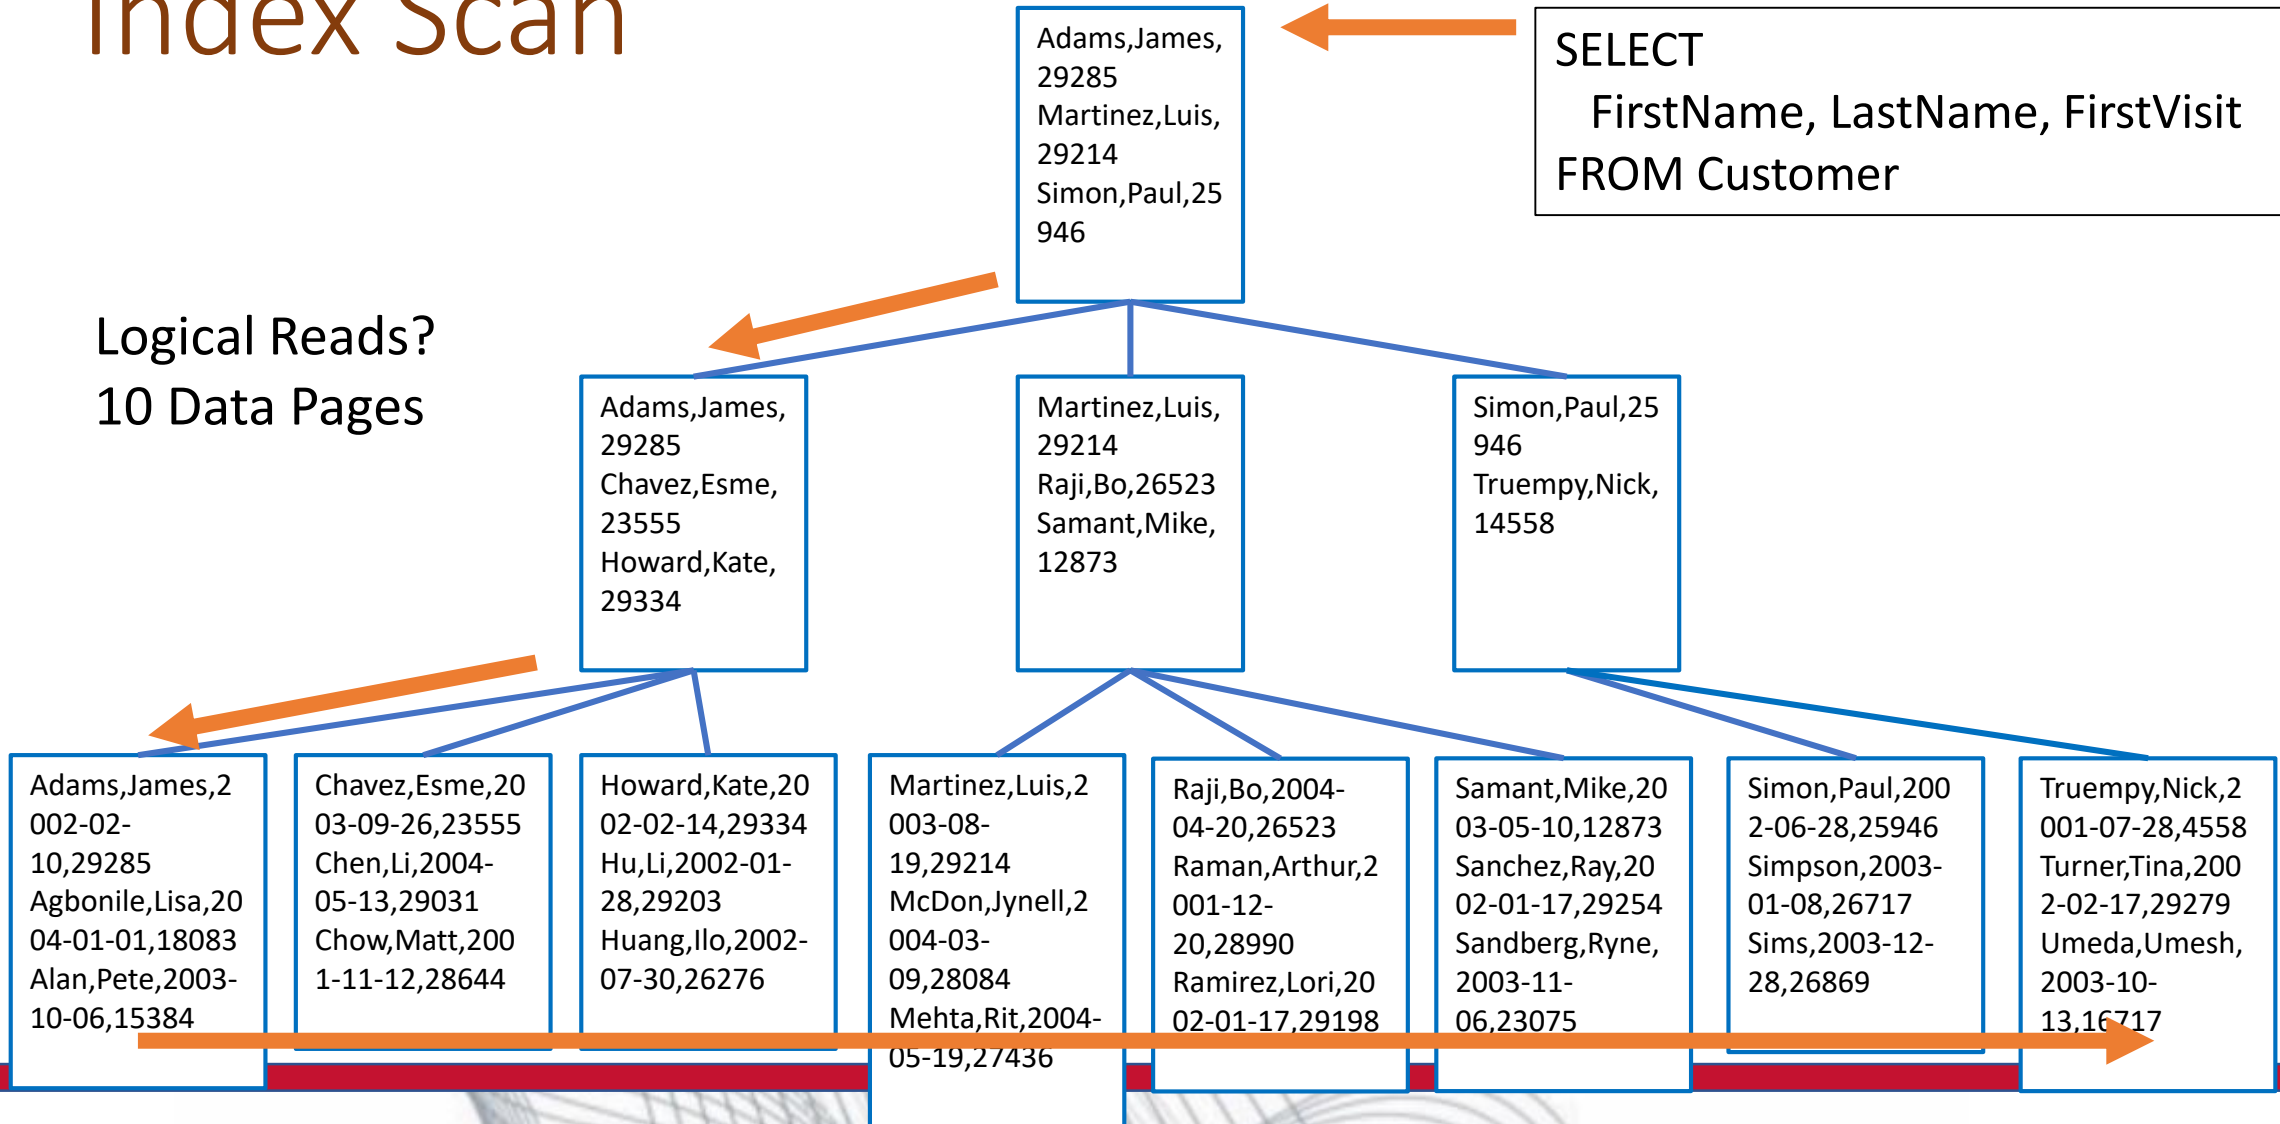 Index Scan
Adams,James,
29285
Martinez,Luis,
29214
Simon,Paul,25
946
SELECT
FirstName, LastName, FirstVisit
FROM Customer
Logical Reads?
10 Data Pages
Adams,James,
29285
Chavez,Esme,
23555
Howard,Kate,
29334
Martinez,Luis,
29214
Raji,Bo,26523
Samant,Mike,
12873
Simon,Paul,25
946
Truempy,Nick,
14558
Adams,James,2
002-02-
10,29285
Agbonile,Lisa,20
04-01-01,18083
Alan,Pete,2003-
10-06,15384
Chavez,Esme,20
03-09-26,23555
Chen,Li,2004-
05-13,29031
Chow,Matt,200
1-11-12,28644
Howard,Kate,20
02-02-14,29334
Hu,Li,2002-01-
28,29203
Huang,Ilo,2002-
07-30,26276
Martinez,Luis,2
003-08-
19,29214
McDon,Jynell,2
004-03-
09,28084
Mehta,Rit,2004-
05-19,27436
Raji,Bo,2004-
04-20,26523
Raman,Arthur,2
001-12-
20,28990
Ramirez,Lori,20
02-01-17,29198
Samant,Mike,20
03-05-10,12873
Sanchez,Ray,20
02-01-17,29254
Sandberg,Ryne,
2003-11-
06,23075
Simon,Paul,200
2-06-28,25946
Simpson,2003-
01-08,26717
Sims,2003-12-
28,26869
Truempy,Nick,2
001-07-28,4558
Turner,Tina,200
2-02-17,29279
Umeda,Umesh,
2003-10-
13,16717